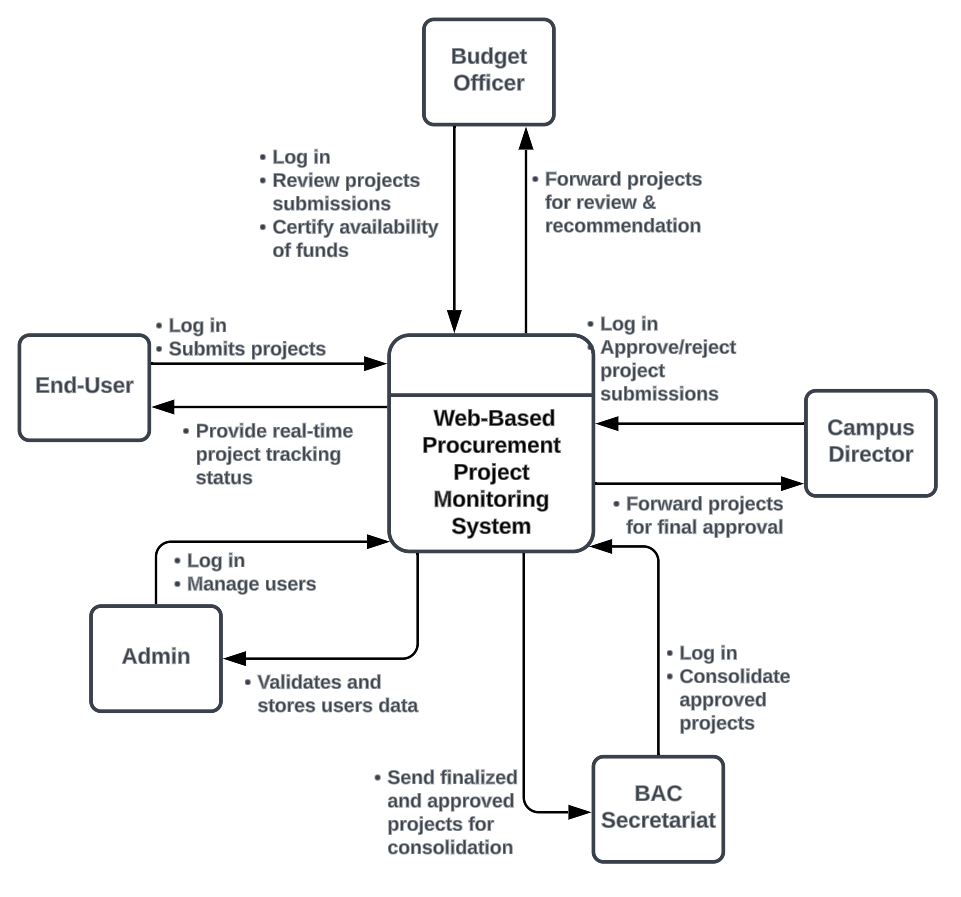 Budget
Officer
• Log in
• Review projects
submissions
• Certify availability
of funds
• Forward projects
for review &
recommendation
• Log in
• Submits projects
End-User
• Provide real-time
project tracking
status
• Log in
• Approve/reject
project
submissions
Web-Based
Procurement
Project
Monitoring
System
Campus
Director
• Forward projects
for final approval
• Log in
• Manage users
Admin
• Validates and
stores users data
• Log in
• Consolidate
approved
projects
• Send finalized
and approved
projects for
consolidation
BAC
Secretariat